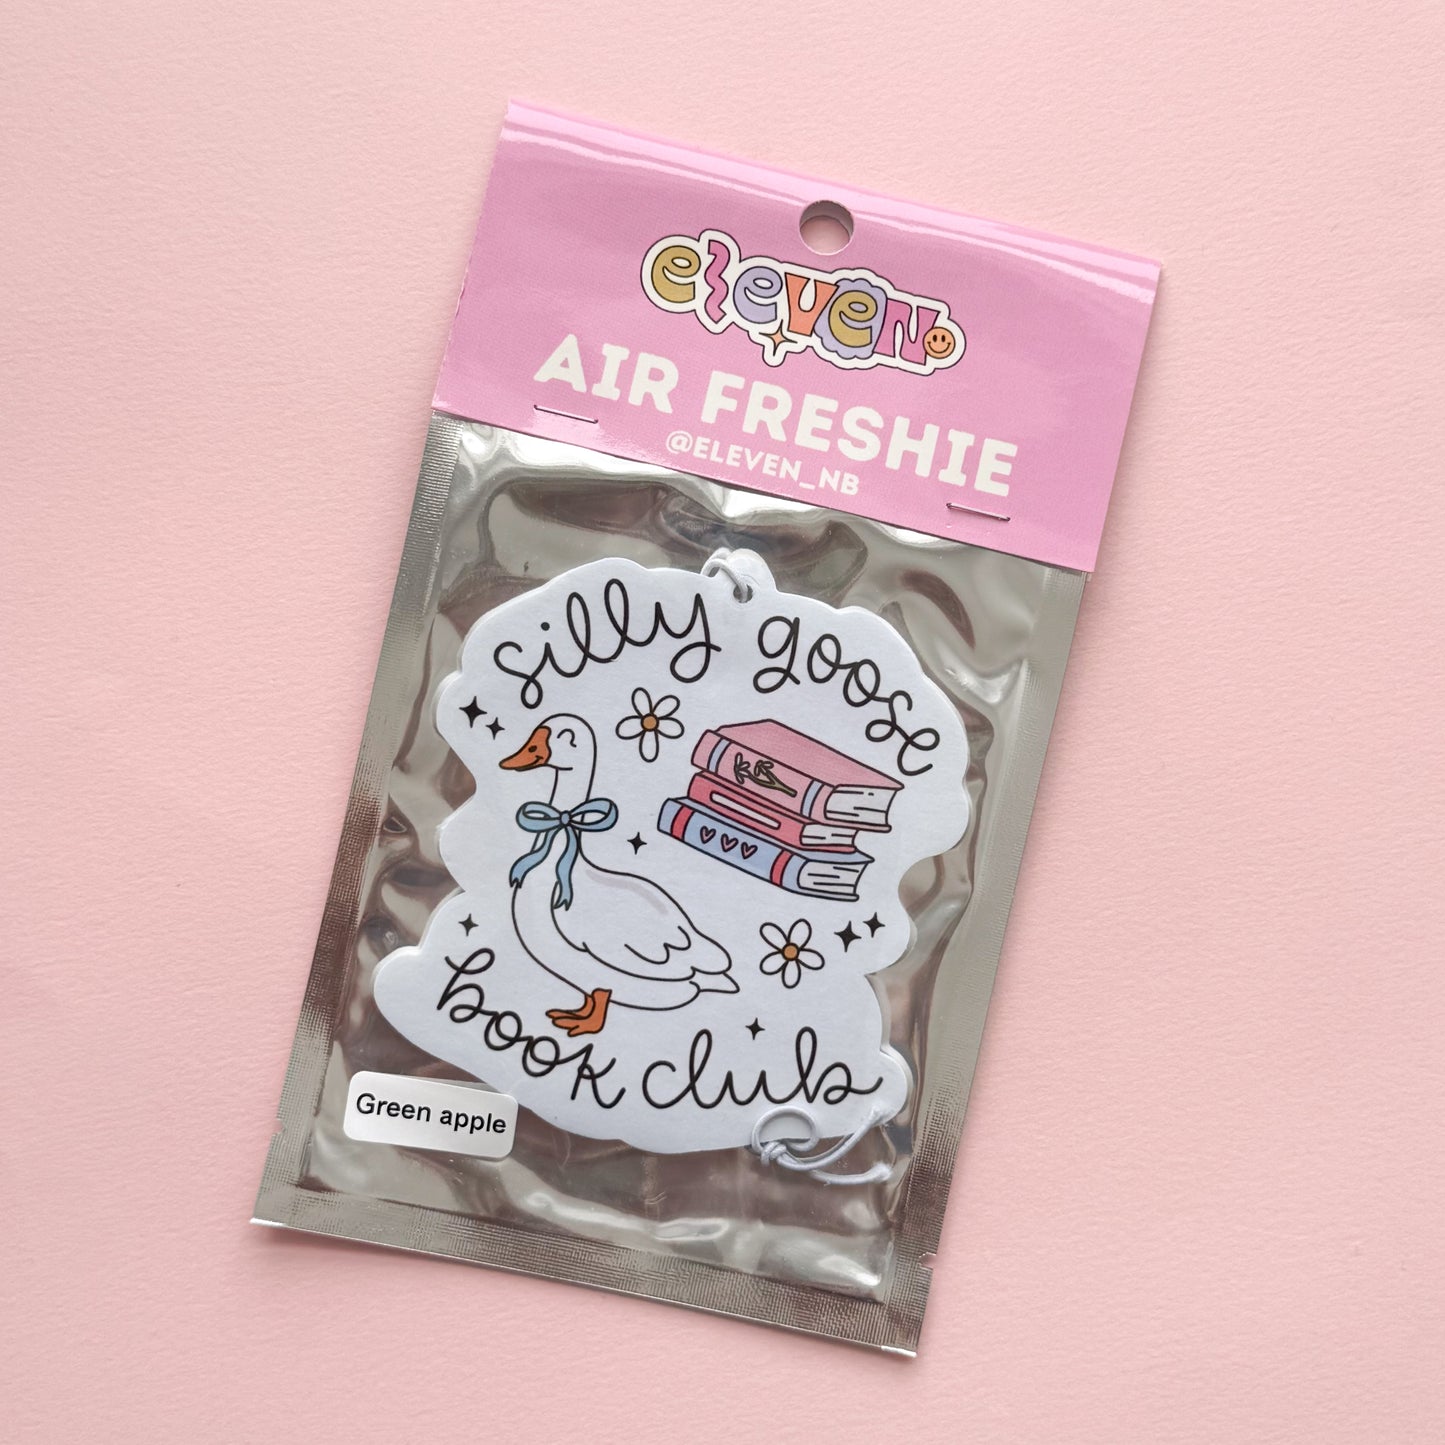 eleven
AIR FRESHIE
@ELEVEN_NB
silly goose
book club
Green apple